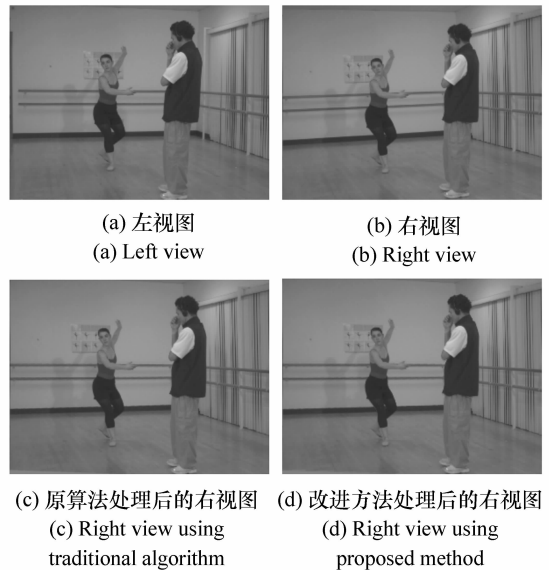 (a) 左视图
(a) Left view
(b) 右视图
(b) Right view
(c) 原算法处理后的右视图
(c) Right view using
traditional algorithm
(d) 改进方法处理后的右视图
(d) Right view using
proposed method